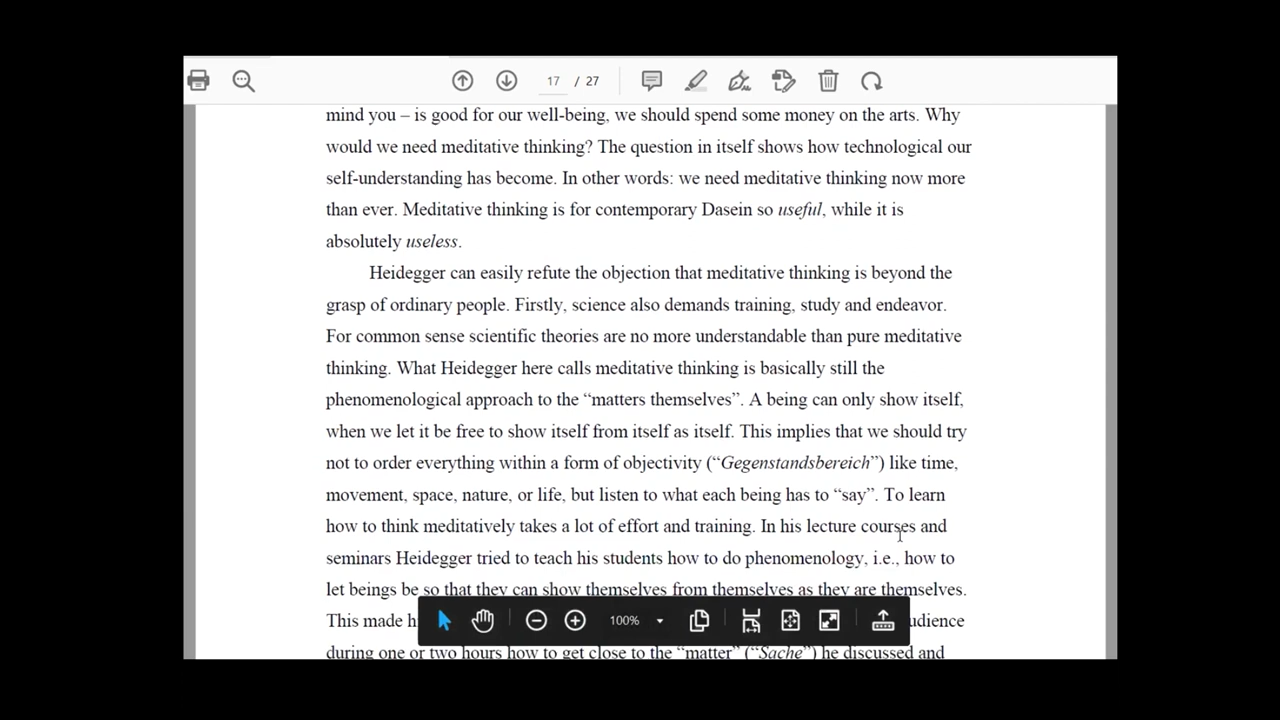 17 / 27
mind you – is good for our well-being, we should spend some money on the arts. Why
would we need meditative thinking? The question in itself shows how technological our
self-understanding has become. In other words: we need meditative thinking now more
than ever. Meditative thinking is for contemporary Dasein so useful, while it is
absolutely useless.
Heidegger can easily refute the objection that meditative thinking is beyond the
grasp of ordinary people. Firstly, science also demands training, study and endeavor.
For common sense scientific theories are no more understandable than pure meditative
thinking. What Heidegger here calls meditative thinking is basically still the
phenomenological approach to the “matters themselves”. A being can only show itself,
when we let it be free to show itself from itself as itself. This implies that we should try
not to order everything within a form of objectivity (“Gegenstandsbereich”) like time,
movement, space, nature, or life, but listen to what each being has to “say”. To learn
how to think meditatively takes a lot of effort and training. In his lecture courses and
seminars Heidegger tried to teach his students how to do phenomenology, i.e., how to
let beings be so that they can show themselves from themselves as they are themselves.
This made
100%
during one or two hours how to get close to the “matter” (“Sache”) he discussed and